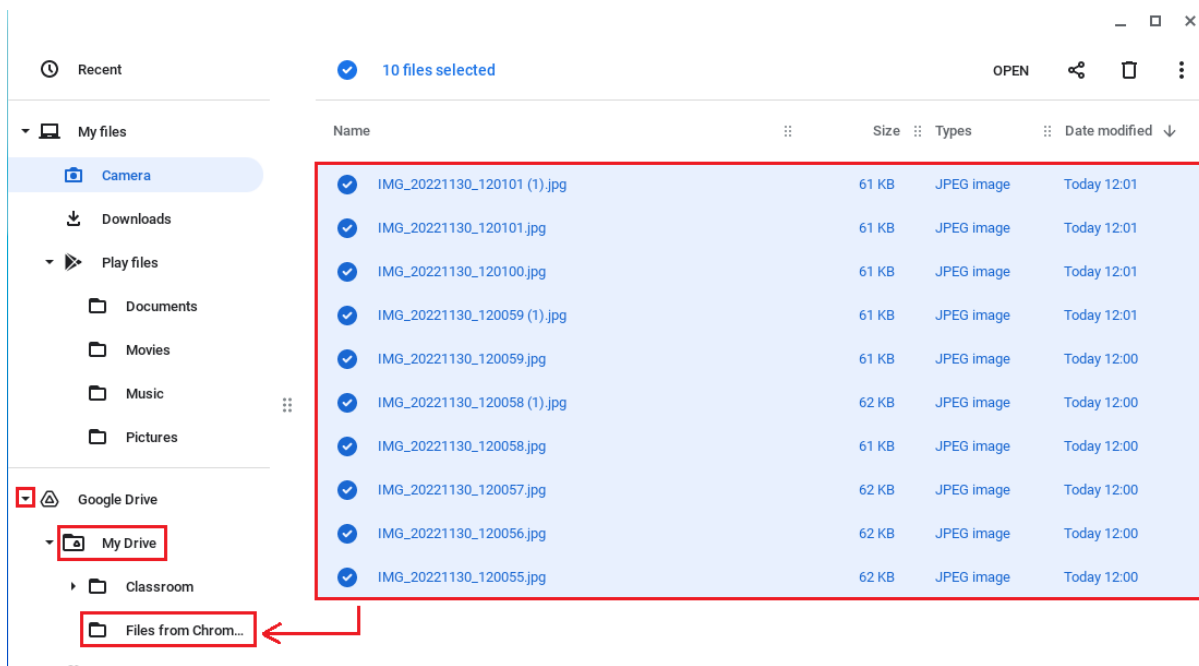 Recent
10 files selected
OPEN
My files
Name Size Types Date modified
Camera
IMG_20221130_120101 (1).jpg 61 KB JPEG image Today 12:01
Downloads
IMG_20221130_120101.jpg 61 KB JPEG image Today 12:01
Play files
IMG_20221130_120100.jpg 61 KB JPEG image Today 12:01
Documents
IMG_20221130_120059 (1).jpg 61 KB JPEG image Today 12:01
Movies
IMG_20221130_120059.jpg 61 KB JPEG image Today 12:00
Music
IMG_20221130_120058 (1).jpg 62 KB JPEG image Today 12:00
Pictures
IMG_20221130_120058.jpg 61 KB JPEG image Today 12:00
Google Drive
IMG_20221130_120057.jpg 62 KB JPEG image Today 12:00
My Drive
IMG_20221130_120056.jpg 62 KB JPEG image Today 12:00
Classroom
IMG_20221130_120055.jpg 62 KB JPEG image Today 12:00
Files from Chrom...